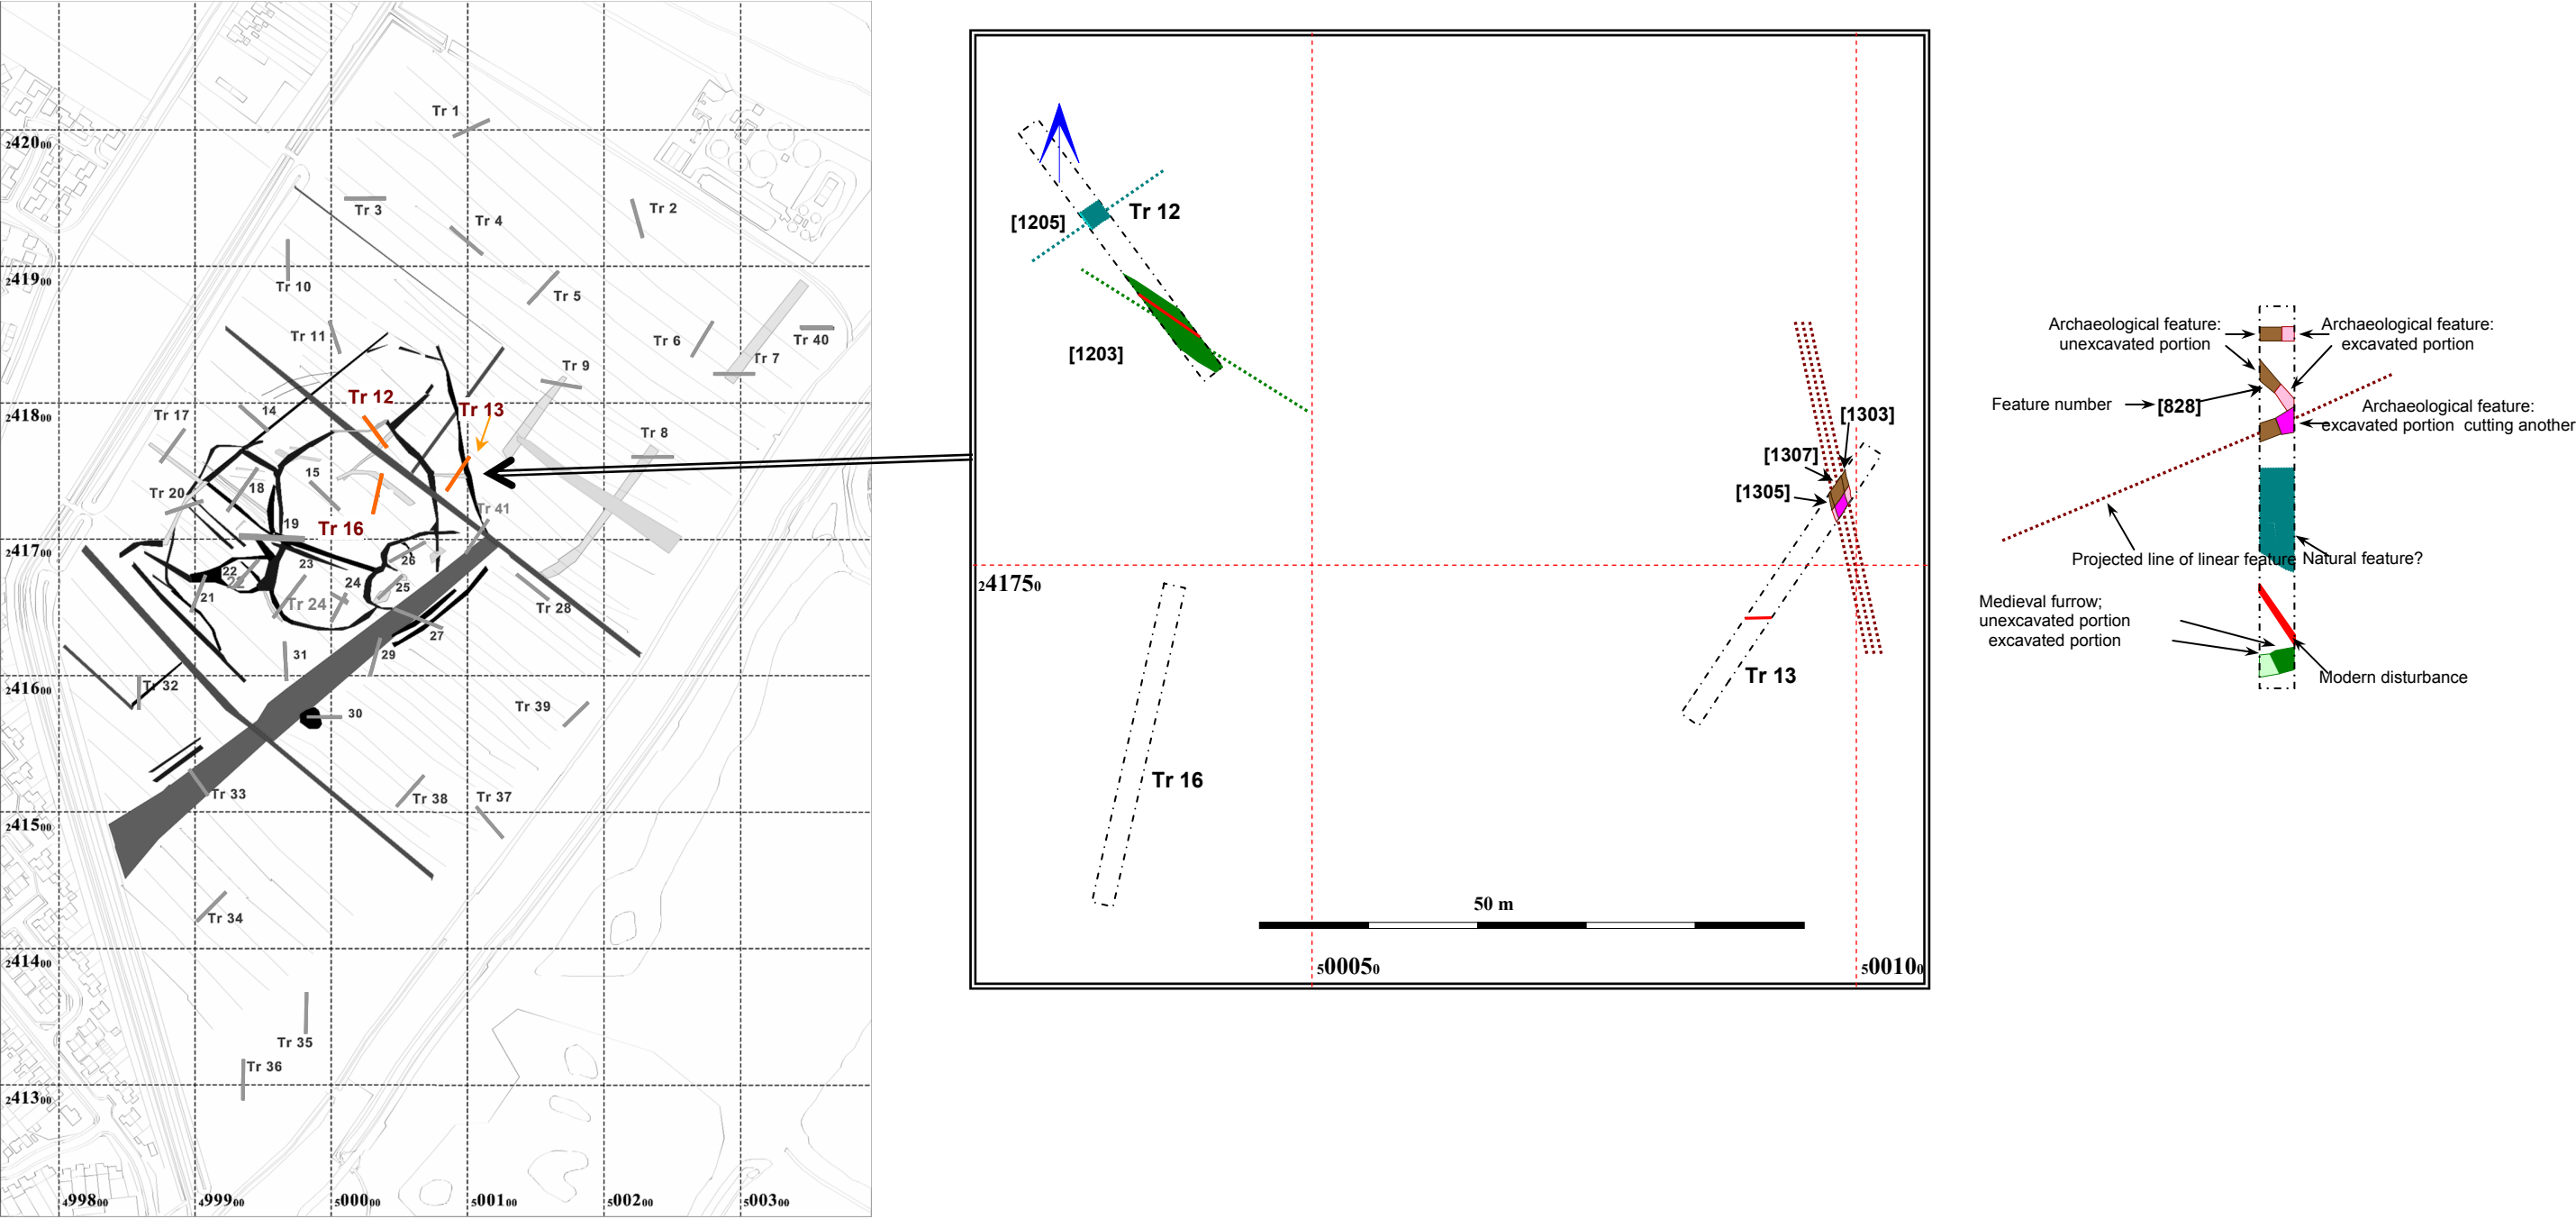 Tr 1
242000
Tr 3
Tr 2
Tr 4
241900
Tr 10
Tr 5
Tr 11
Tr 6
Tr 40
Tr 7
Tr 9
Tr 12
241800
Tr 17
14
Tr 13
Tr 8
15
18
Tr 20
19
Tr 16
Tr 41
241700
26
22
22
23
24
25
21
Tr 24
Tr 28
27
31
29
241600
Tr 32
30
Tr 39
Tr 33
Tr 38
Tr 37
241500
Tr 34
241400
Tr 35
Tr 36
241300
499800
499900
500000
500100
500200
500300
[1205]
Tr 12
[1203]
[1303]
[1307]
[1305]
241750
Tr 13
Tr 16
50 m
500050
500100
Archaeological feature:
unexcavated portion
Archaeological feature:
excavated portion
Feature number
[828]
Archaeological feature:
excavated portion cutting another
Projected line of linear feature
Natural feature?
Medieval furrow;
unexcavated portion
excavated portion
Modern disturbance